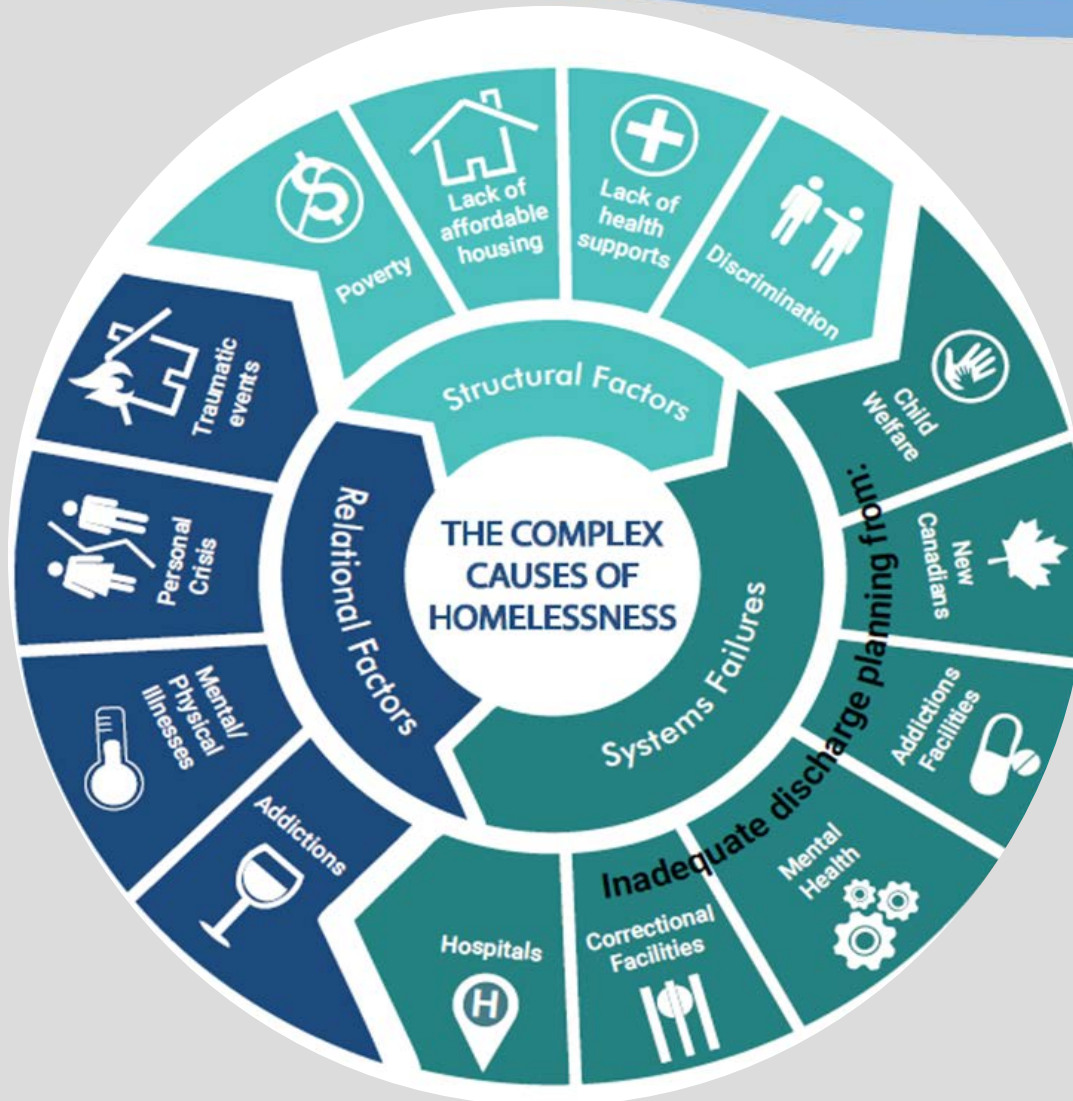 THE COMPLEX
CAUSES OF
HOMELESSNESS
Structural Factors
Poverty
Lack of
affordable
housing
Lack of
health
supports
Discrimination
Systems Failures
Inadequate discharge planning from:
Child
Welfare
New
Canadians
Addictions
Facilities
Mental
Health
Correctional
Facilities
Hospitals
H
Relational Factors
Addictions
Mental/
Physical
Illnesses
Personal
Crisis
Traumatic
events
$